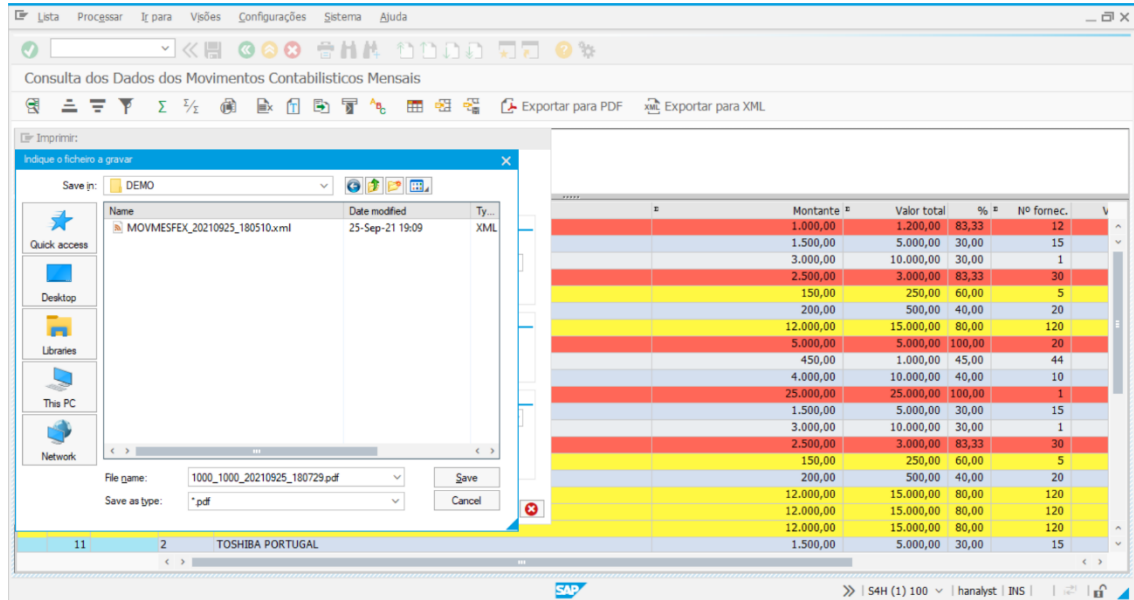 Lista Processar Ir para Visões Configurações Sistema Ajuda
Consulta dos Dados dos Movimentos Contabilisticos Mensais
Exportar para PDF XML Exportar para XML
Imprimir:
Indique o ficheiro a gravar
Save in: DEMO
Name Date modified Ty...
MOVMESFEX_20210925_180510.xml 25-Sep-21 19:09 XML
Quick access
Desktop
Libraries
This PC
Network
File name: 1000_1000_20210925_180729.pdf Save
Save as type: *.pdf Cancel
Montante Valor total % Nº fornec. V
1.000,00 1.200,00 83,33 12
1.500,00 5.000,00 30,00 15
3.000,00 10.000,00 30,00 1
2.500,00 3.000,00 83,33 30
150,00 250,00 60,00 5
200,00 500,00 40,00 20
12.000,00 15.000,00 80,00 120
5.000,00 5.000,00 100,00 20
450,00 1.000,00 45,00 44
4.000,00 10.000,00 40,00 10
25.000,00 25.000,00 100,00 1
1.500,00 5.000,00 30,00 15
3.000,00 10.000,00 30,00 1
2.500,00 3.000,00 83,33 30
150,00 250,00 60,00 5
200,00 500,00 40,00 20
12.000,00 15.000,00 80,00 120
12.000,00 15.000,00 80,00 120
12.000,00 15.000,00 80,00 120
11 2 TOSHIBA PORTUGAL 1.500,00 5.000,00 30,00 15
SAP S4H (1) 100 hanalyst INS